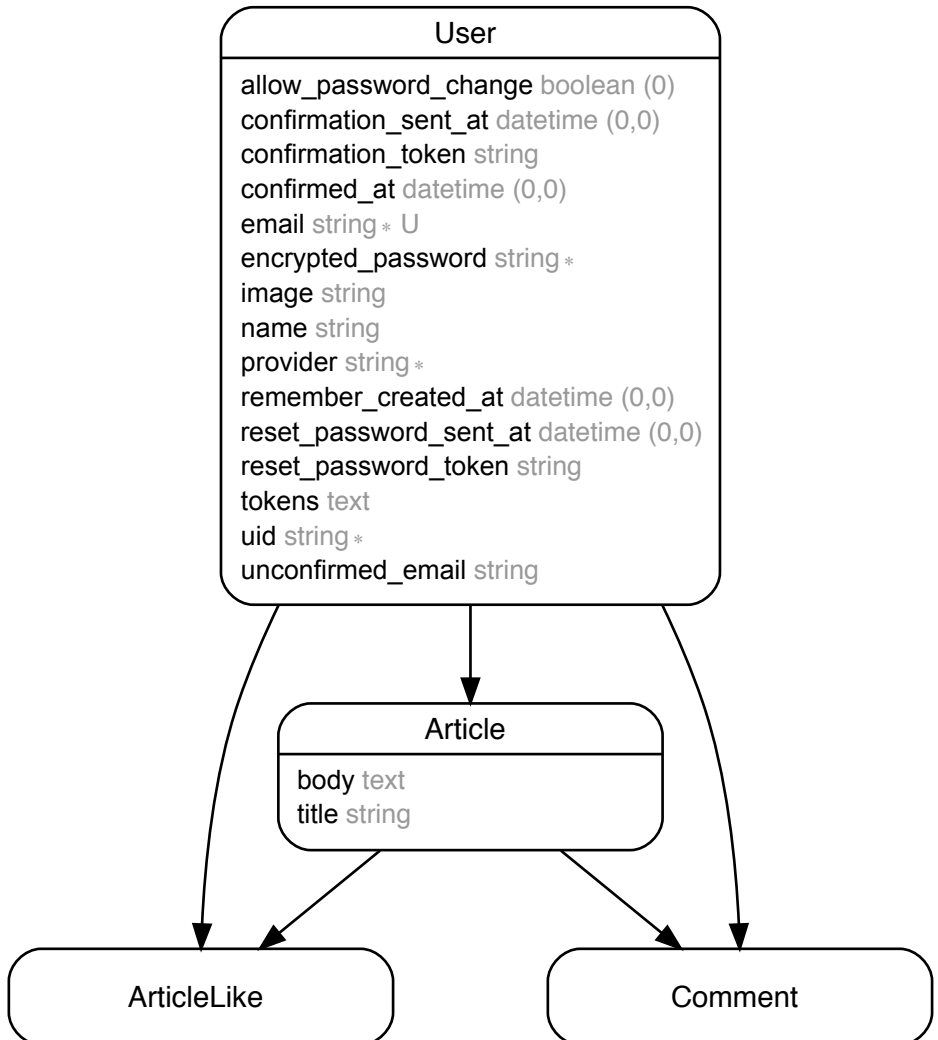 User
allow_password_change boolean (0)
confirmation_sent_at datetime (0,0)
confirmation_token string
confirmed_at datetime (0,0)
email string * U
encrypted_password string *
image string
name string
provider string *
remember_created_at datetime (0,0)
reset_password_sent_at datetime (0,0)
reset_password_token string
tokens text
uid string *
unconfirmed_email string
Article
body text
title string
ArticleLike
Comment